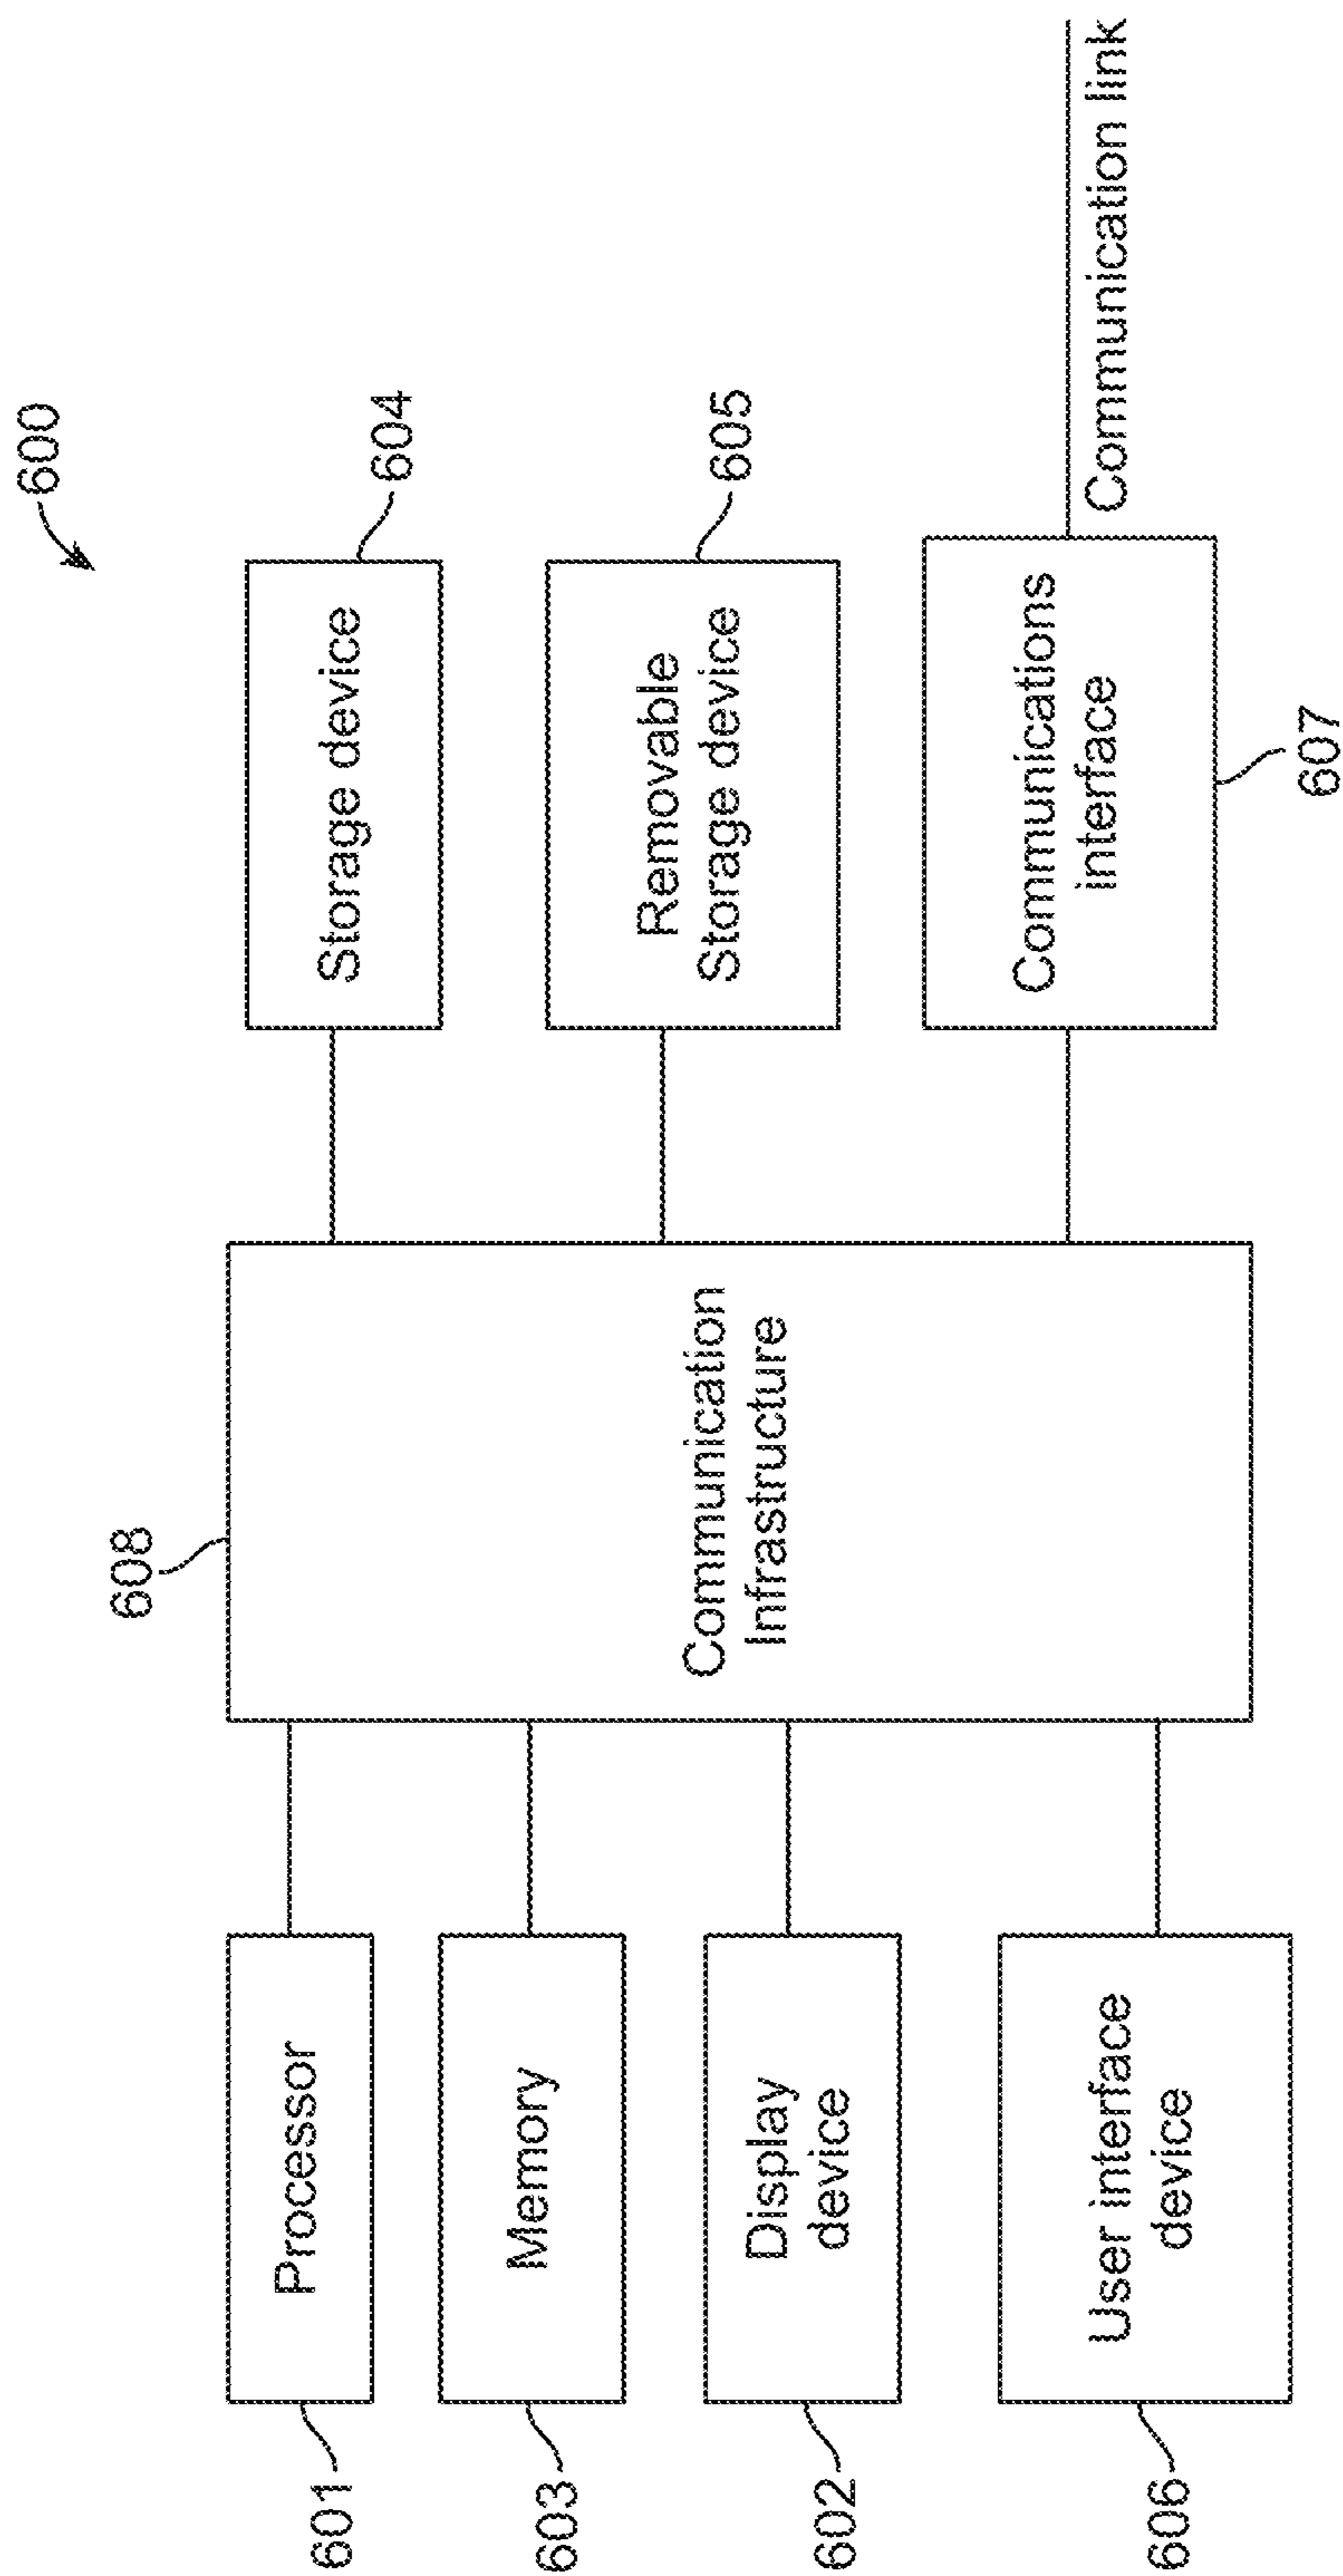 600
608
601
Processor
603
Memory
602
Display
device
606
User interface
device
Communication
Infrastructure
Storage device
604
Removable
Storage device
605
Communications
interface
607
Communication link